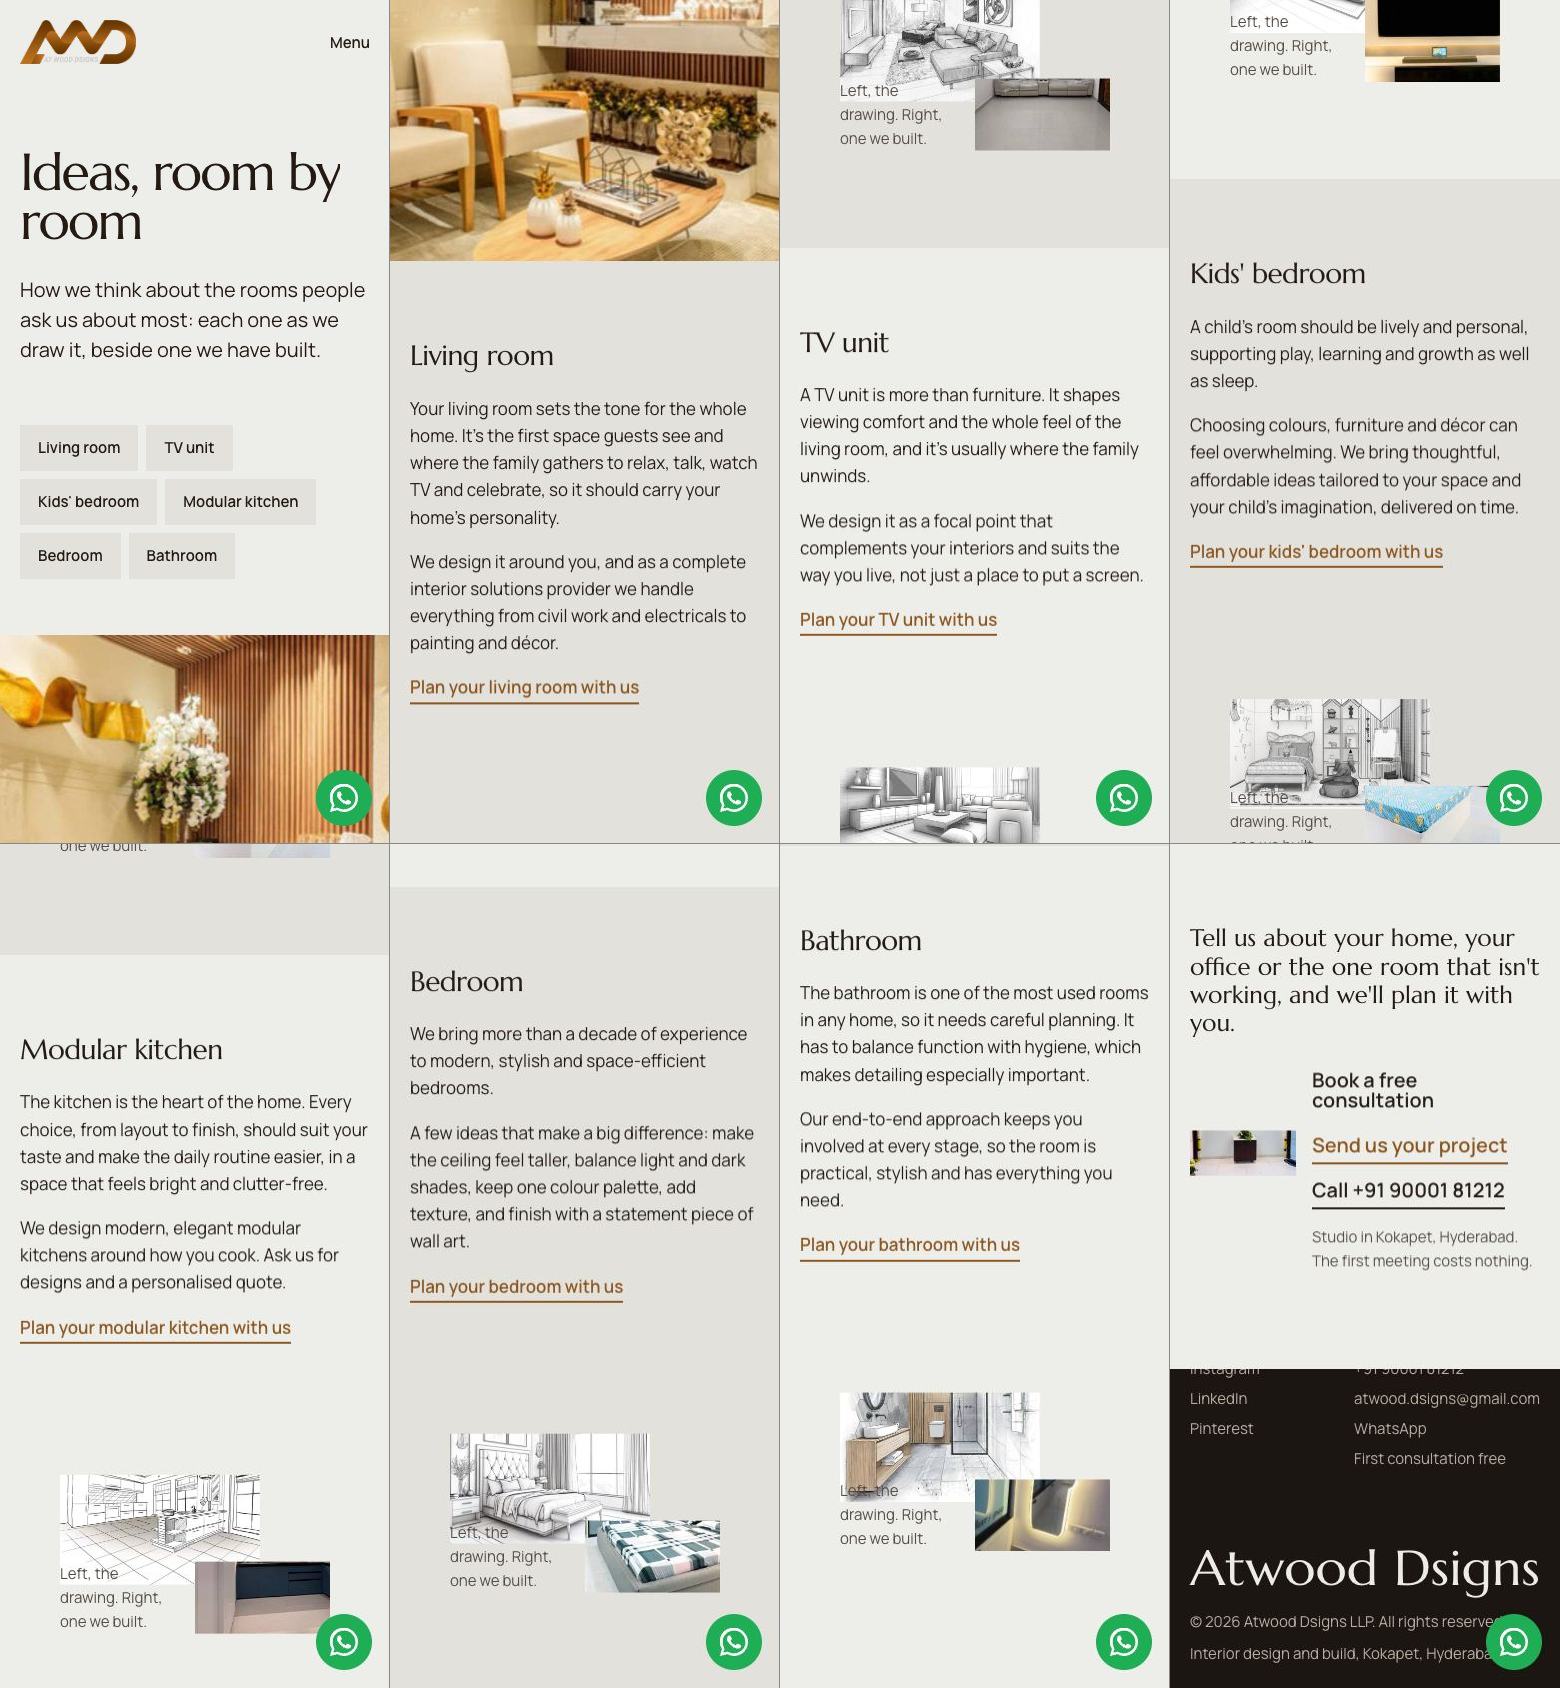 AT WOOD DSIGNS
Menu
Ideas, room by
room
How we think about the rooms people
ask us about most: each one as we
draw it, beside one we have built.
Living room
TV unit
Kids' bedroom
Modular kitchen
Bedroom
Bathroom
Living room
Your living room sets the tone for the whole
home. It's the first space guests see and
where the family gathers to relax, talk, watch
TV and celebrate, so it should carry your
home's personality.
We design it around you, and as a complete
interior solutions provider we handle
everything from civil work and electricals to
painting and décor.
Plan your living room with us
Left, the
drawing. Right,
one we built.
TV unit
A TV unit is more than furniture. It shapes
viewing comfort and the whole feel of the
living room, and it's usually where the family
unwinds.
We design it as a focal point that
complements your interiors and suits the
way you live, not just a place to put a screen.
Plan your TV unit with us
Left, the
drawing. Right,
one we built.
Kids' bedroom
A child's room should be lively and personal,
supporting play, learning and growth as well
as sleep.
Choosing colours, furniture and décor can
feel overwhelming. We bring thoughtful,
affordable ideas tailored to your space and
your child's imagination, delivered on time.
Plan your kids' bedroom with us
Left, the
drawing. Right,
one we built.
one we built.
Modular kitchen
The kitchen is the heart of the home. Every
choice, from layout to finish, should suit your
taste and make the daily routine easier, in a
space that feels bright and clutter-free.
We design modern, elegant modular
kitchens around how you cook. Ask us for
designs and a personalised quote.
Plan your modular kitchen with us
Left, the
drawing. Right,
one we built.
Bedroom
We bring more than a decade of experience
to modern, stylish and space-efficient
bedrooms.
A few ideas that make a big difference: make
the ceiling feel taller, balance light and dark
shades, keep one colour palette, add
texture, and finish with a statement piece of
wall art.
Plan your bedroom with us
Left, the
drawing. Right,
one we built.
Bathroom
The bathroom is one of the most used rooms
in any home, so it needs careful planning. It
has to balance function with hygiene, which
makes detailing especially important.
Our end-to-end approach keeps you
involved at every stage, so the room is
practical, stylish and has everything you
need.
Plan your bathroom with us
Left, the
drawing. Right,
one we built.
Tell us about your home, your
office or the one room that isn't
working, and we'll plan it with
you.
Book a free
consultation
Send us your project
Call +91 90001 81212
Studio in Kokapet, Hyderabad.
The first meeting costs nothing.
Instagram
+91 90001 81212
LinkedIn
atwood.dsigns@gmail.com
Pinterest
WhatsApp
First consultation free
Atwood Dsigns
© 2026 Atwood Dsigns LLP. All rights reserved
Interior design and build, Kokapet, Hyderaba